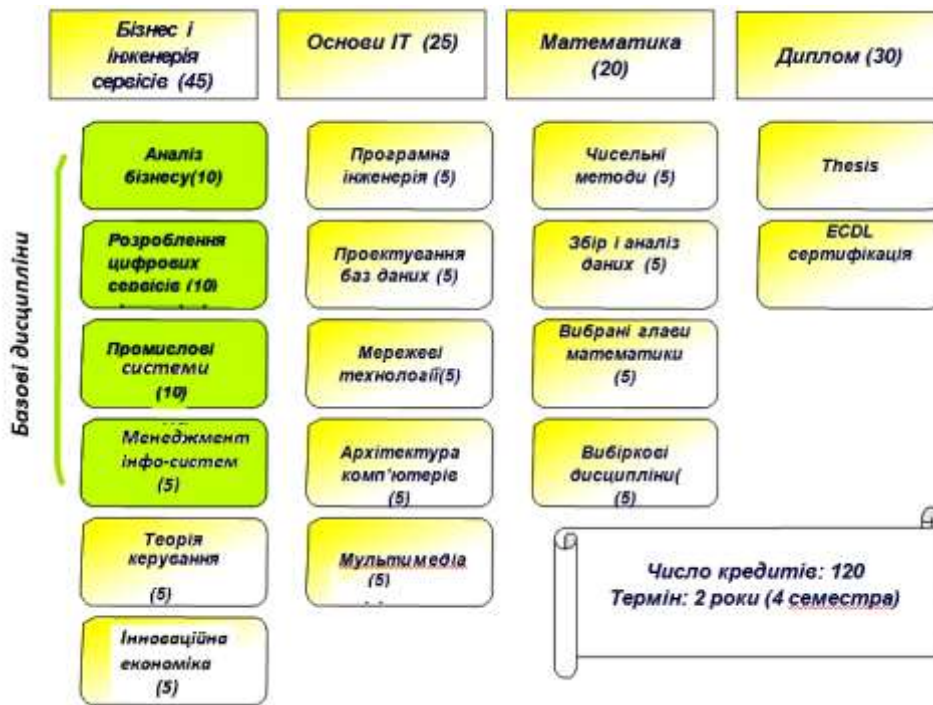 Бізнес і
інженерія
сервісів (45)
Основи ІТ (25)
Математика
(20)
Диплом (30)
Базові дисципліни
Аналіз
бізнесу(10)
Розроблення
цифрових
сервісів (10)
Промислові
системи
(10)
Менеджмент
інфо-систем
(5)
Теорія
керування
(5)
Інноваційна
економіка
(5)
Програмна
інженерія (5)
Проектування
баз даних (5)
Мережеві
технології(5)
Архітектура
комп'ютерів
(5)
Мультимедіа
(5)
Чисельні
методи (5)
Збір і аналіз
даних (5)
Вибрані глави
математики
(5)
Вибіркові
дисципліни(
(5)
Thesis
ECDL
сертифікація
Число кредитів: 120
Термін: 2 роки (4 семестра)